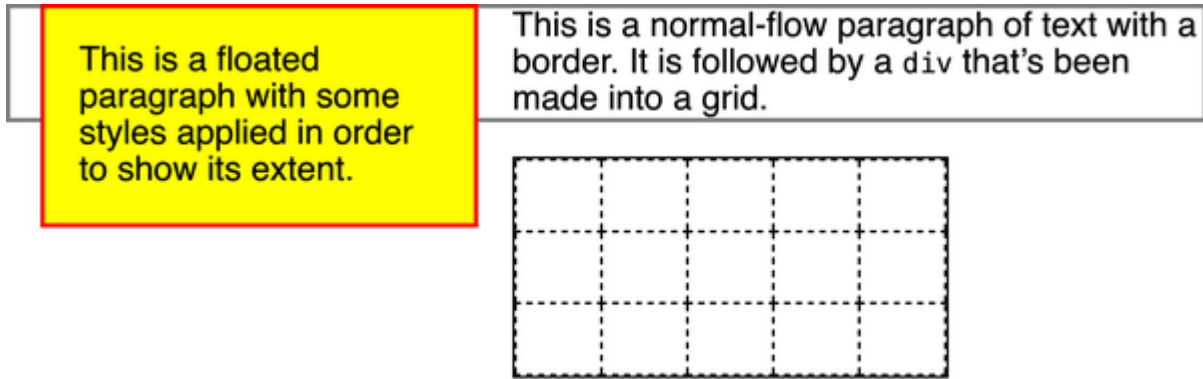 This is a floated
paragraph with some
styles applied in order
to show its extent.
This is a normal-flow paragraph of text with a
border. It is followed by a div that’s been
made into a grid.